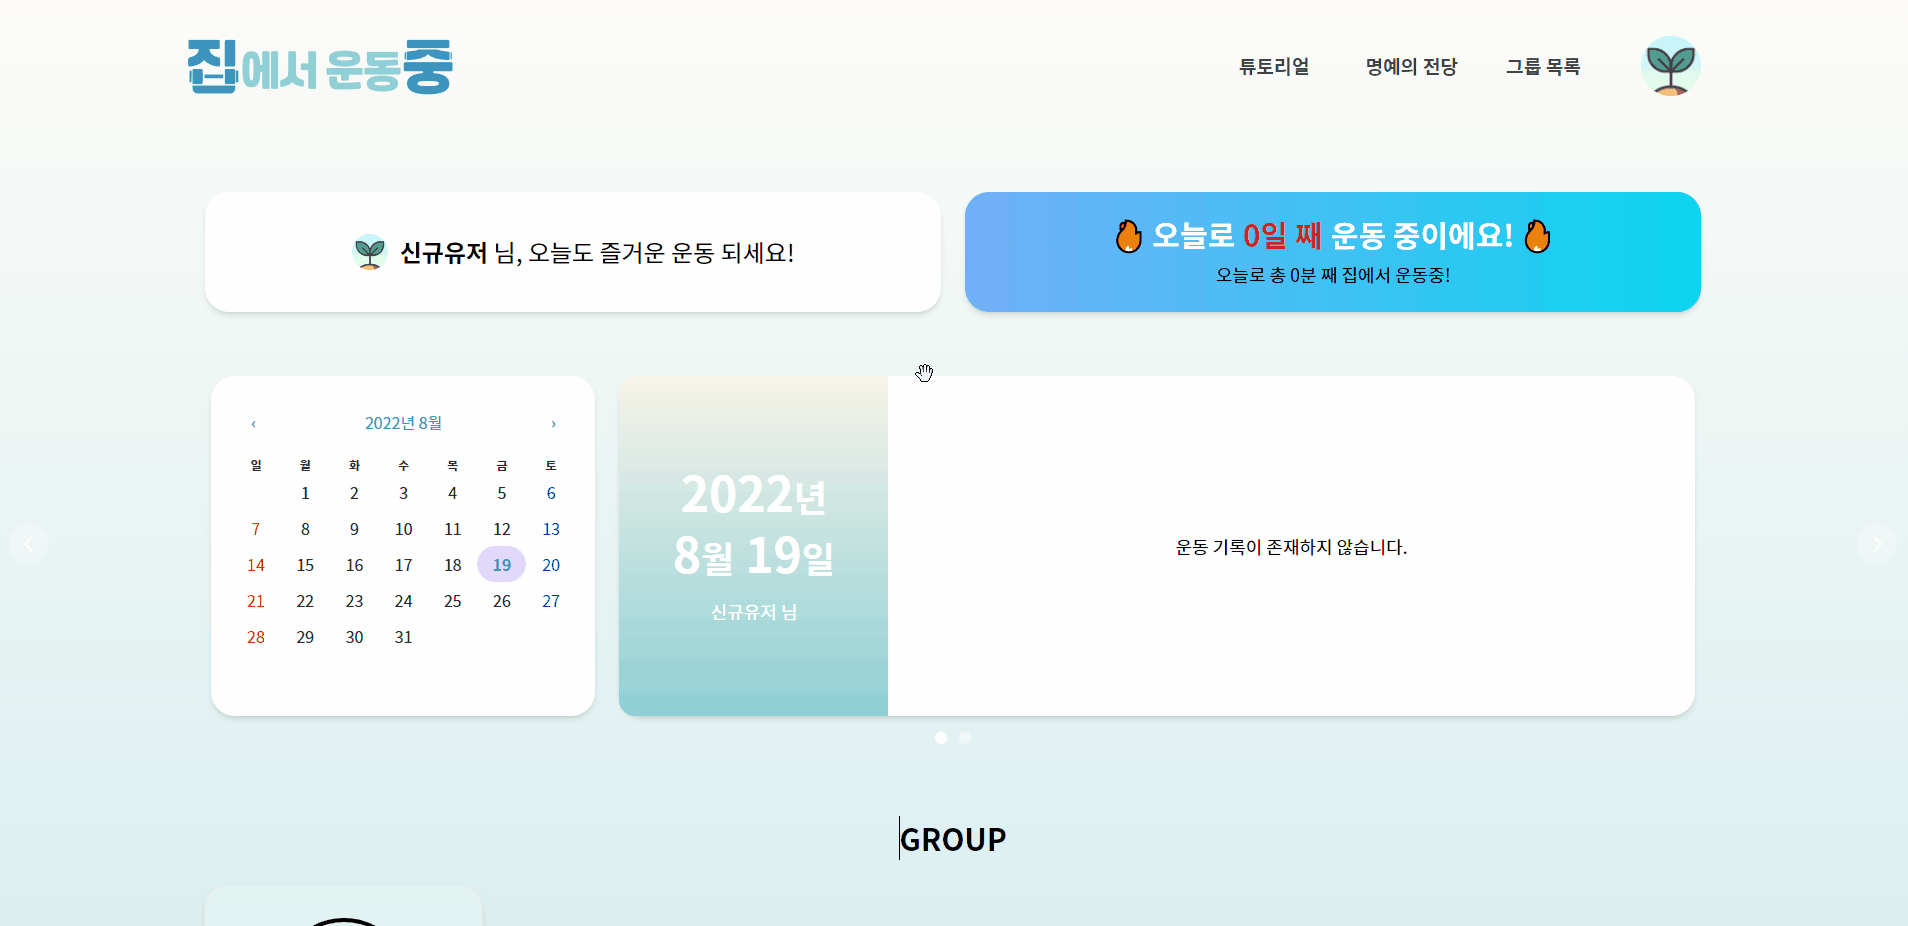 집에서 운동중
튜토리얼 명예의 전당 그룹 목록
신규유저 님, 오늘도 즐거운 운동 되세요!
오늘로 0일 째 운동 중이에요!
오늘로 총 0분 째 집에서 운동중!
‹ 2022년 8월 ›
일 월 화 수 목 금 토
1 2 3 4 5 6
7 8 9 10 11 12 13
14 15 16 17 18 19 20
21 22 23 24 25 26 27
28 29 30 31
2022년
8월 19일
신규유저 님
운동 기록이 존재하지 않습니다.
GROUP